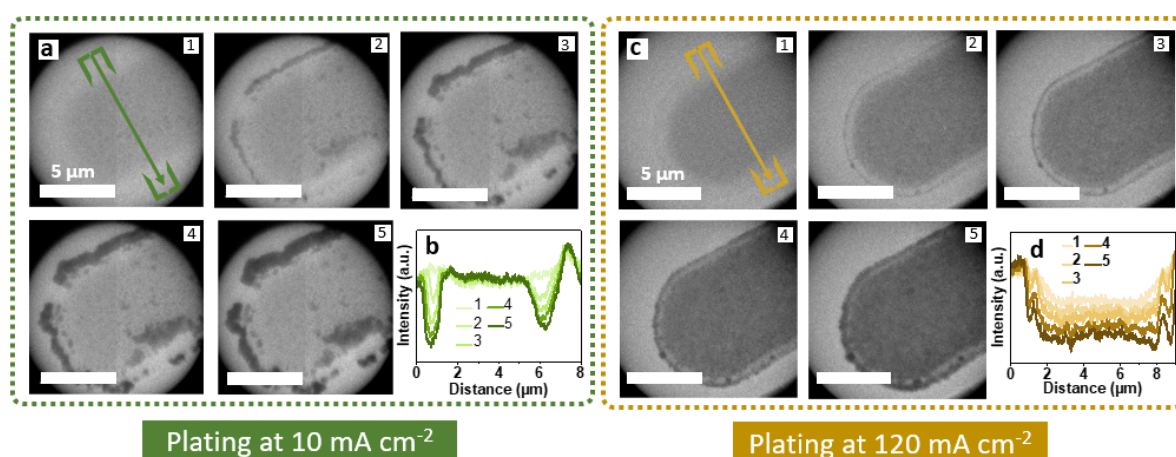 a
1
2
3
5 µm
4
5
b
Intensity (a.u.)
1 4
2 5
3
0 2 4 6 8
Distance (µm)
Plating at 10 mA cm⁻²
c
1
2
3
5 µm
4
5
d
Intensity (a.u.)
1 4
2 5
3
0 2 4 6 8
Distance (µm)
Plating at 120 mA cm⁻²